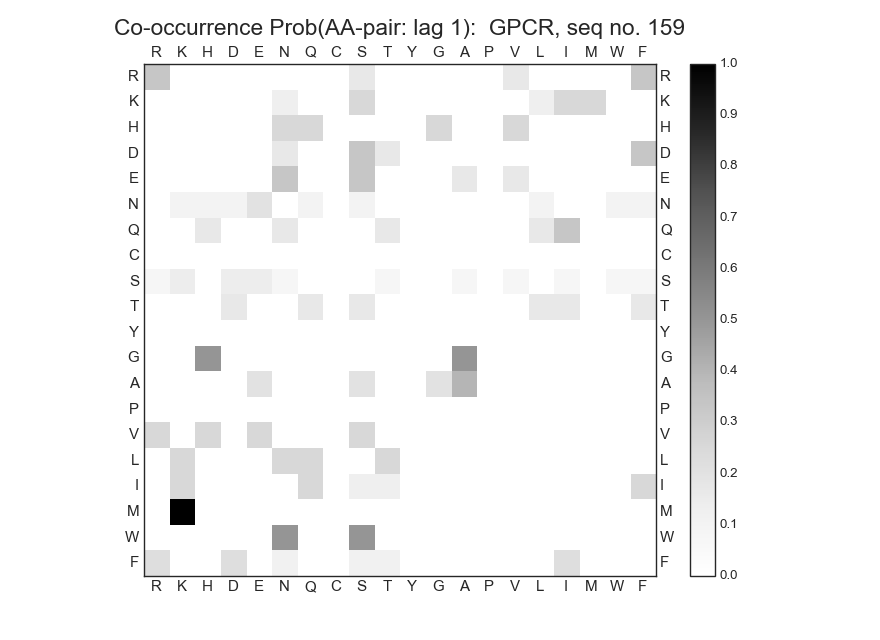 Co-occurrence Prob(AA-pair: lag 1):  GPCR, seq no. 159
R K H D E N Q C S T Y G A P V L I M W F
R R 1.0
K K 0.9
H H
D D 0.8
E E
N N 0.7
Q Q 0.6
C C
S S 0.5
T T
Y Y
G G 0.4
A A
P P 0.3
V V
L L 0.2
I I
M M 0.1
W W
F F
0.0
R K H D E N Q C S T Y G A P V L I M W F